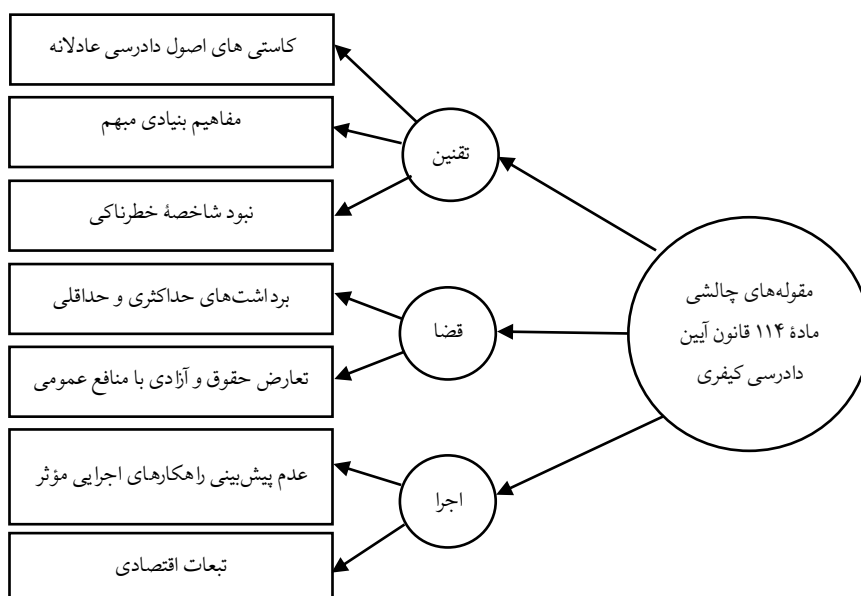 مقوله‌های چالشی
مادۀ ۱۱۴ قانون آیین
دادرسی کیفری
تقنین
کاستی های اصول دادرسی عادلانه
مفاهیم بنیادی مبهم
نبود شاخصۀ خطرناکی
قضا
برداشت‌های حداکثری و حداقلی
تعارض حقوق و آزادی با منافع عمومی
اجرا
عدم پیش‌بینی راهکارهای اجرایی مؤثر
تبعات اقتصادی